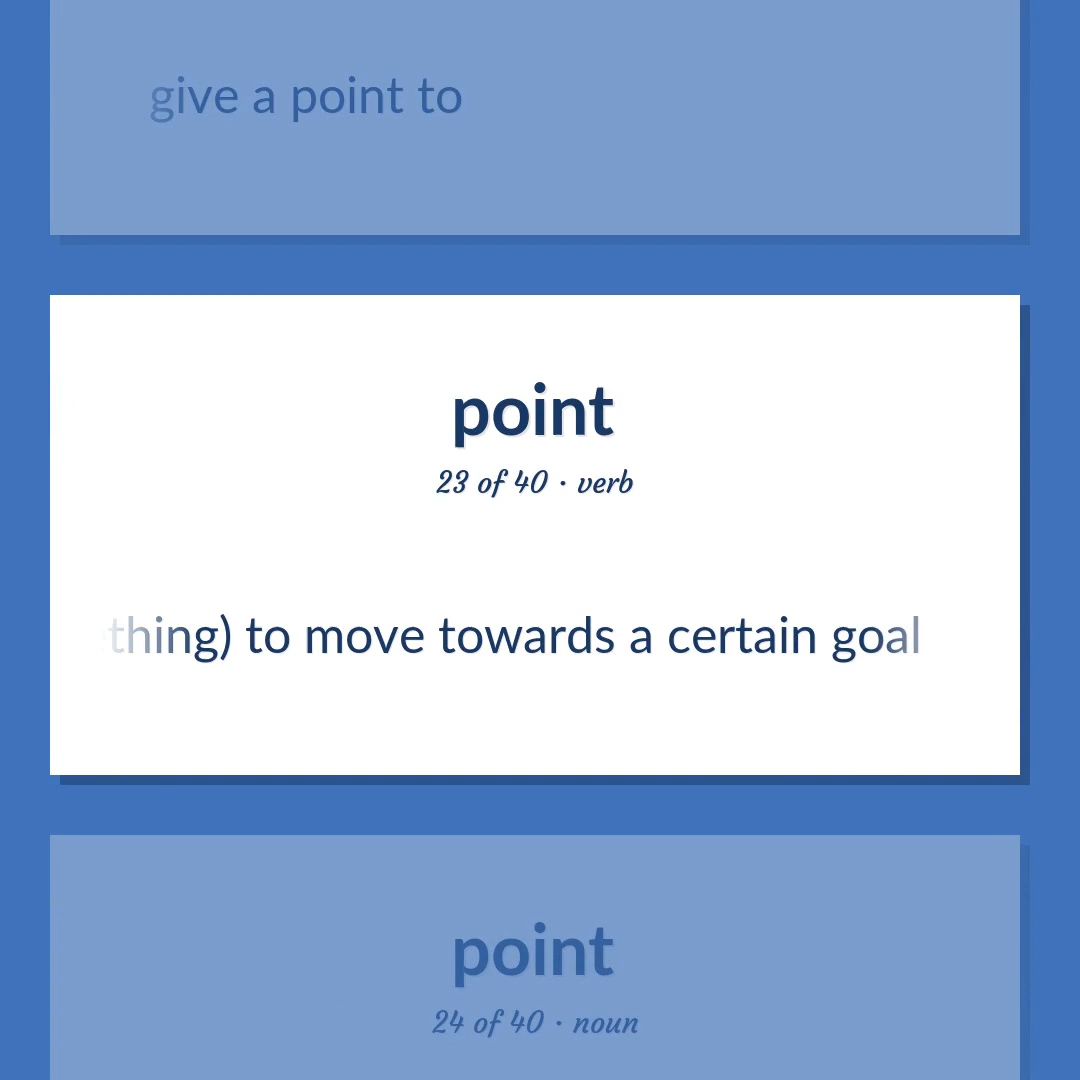 give a point to
point
23 of 40 · verb
thing) to move towards a certain goal
point
24 of 40 · noun